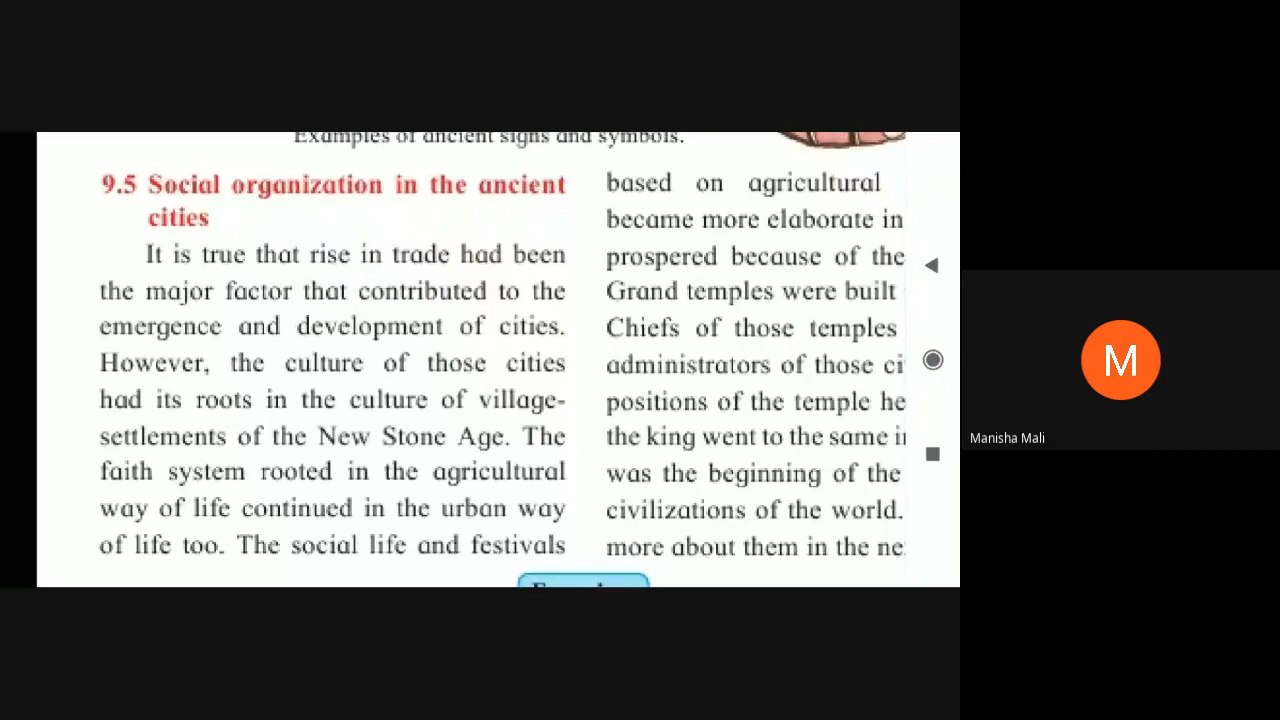 Examples of ancient signs and symbols.
9.5 Social organization in the ancient
cities
It is true that rise in trade had been
the major factor that contributed to the
emergence and development of cities.
However, the culture of those cities
had its roots in the culture of village-
settlements of the New Stone Age. The
faith system rooted in the agricultural
way of life continued in the urban way
of life too. The social life and festivals
based on agricultural
became more elaborate in
prospered because of the
Grand temples were built
Chiefs of those temples
administrators of those
positions of the temple
the king went to the same
was the beginning of the
civilizations of the world.
more about them in the
M
Manisha Mali